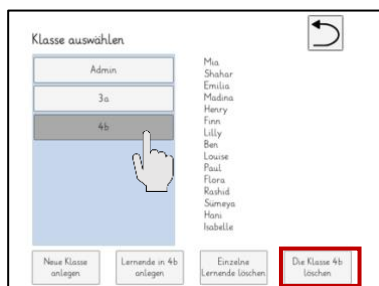 Klasse auswählen
Admin
3a
4b
Mia
Shahar
Emilia
Madina
Henry
Finn
Lilly
Ben
Louise
Paul
Flora
Rashid
Sümeya
Hani
Isabelle
Neue Klasse
anlegen
Lernende in 4b
anlegen
Einzelne
Lernende löschen
Die Klasse 4b
löschen